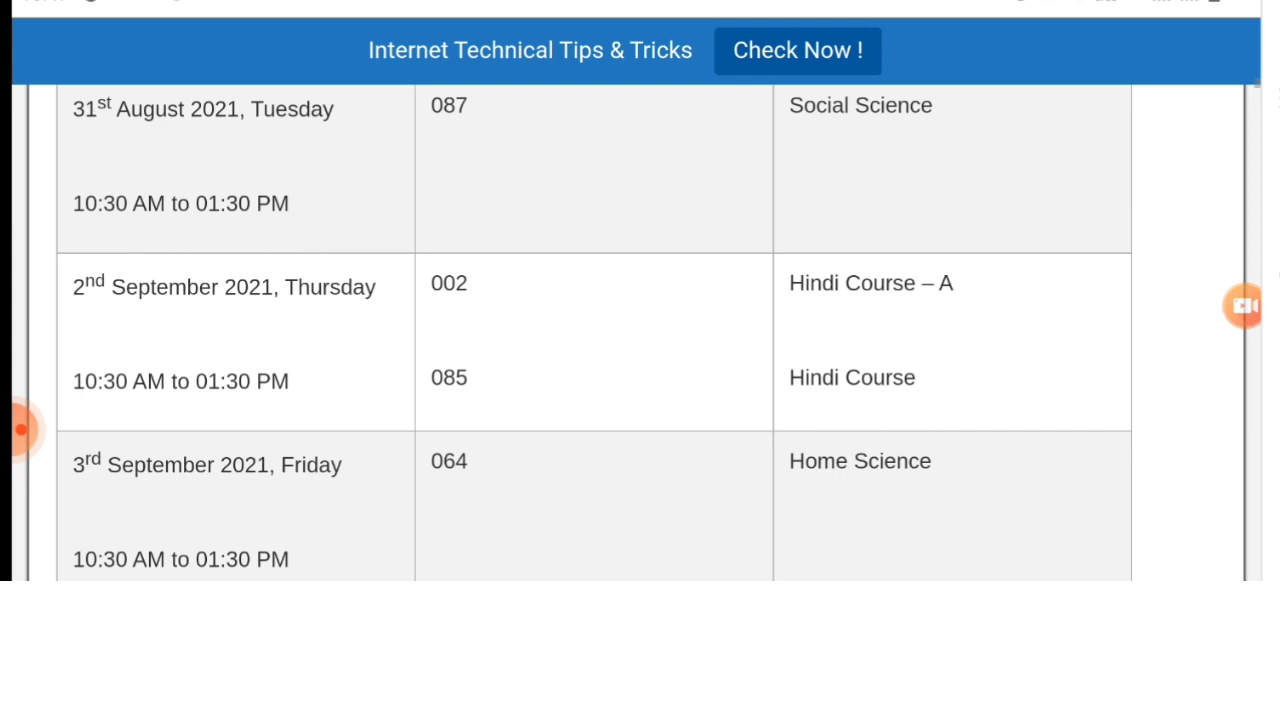 Internet Technical Tips & Tricks Check Now !
31st August 2021, Tuesday 087 Social Science
10:30 AM to 01:30 PM
2nd September 2021, Thursday 002 Hindi Course – A
10:30 AM to 01:30 PM 085 Hindi Course
3rd September 2021, Friday 064 Home Science
10:30 AM to 01:30 PM